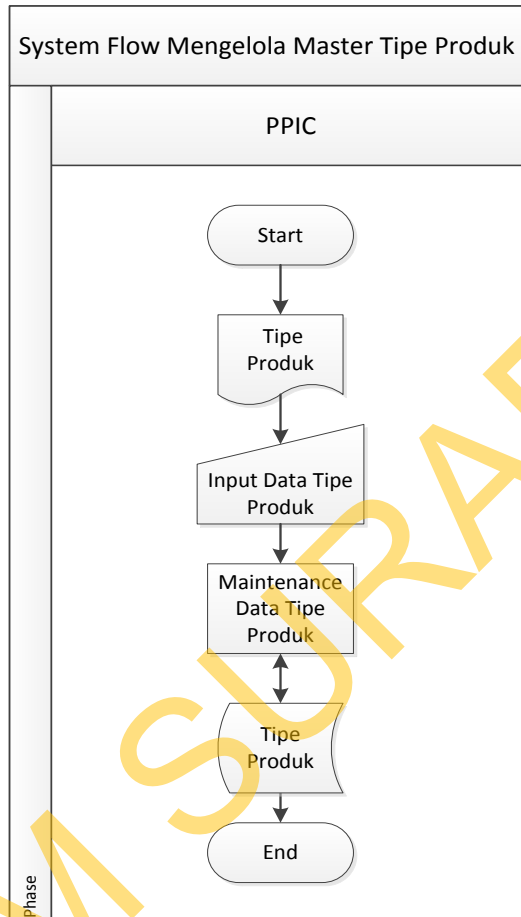 System Flow Mengelola Master Tipe Produk
PPIC
Start
Tipe
Produk
Input Data Tipe
Produk
Maintenance
Data Tipe
Produk
Tipe
Produk
End
Phase
M SURA